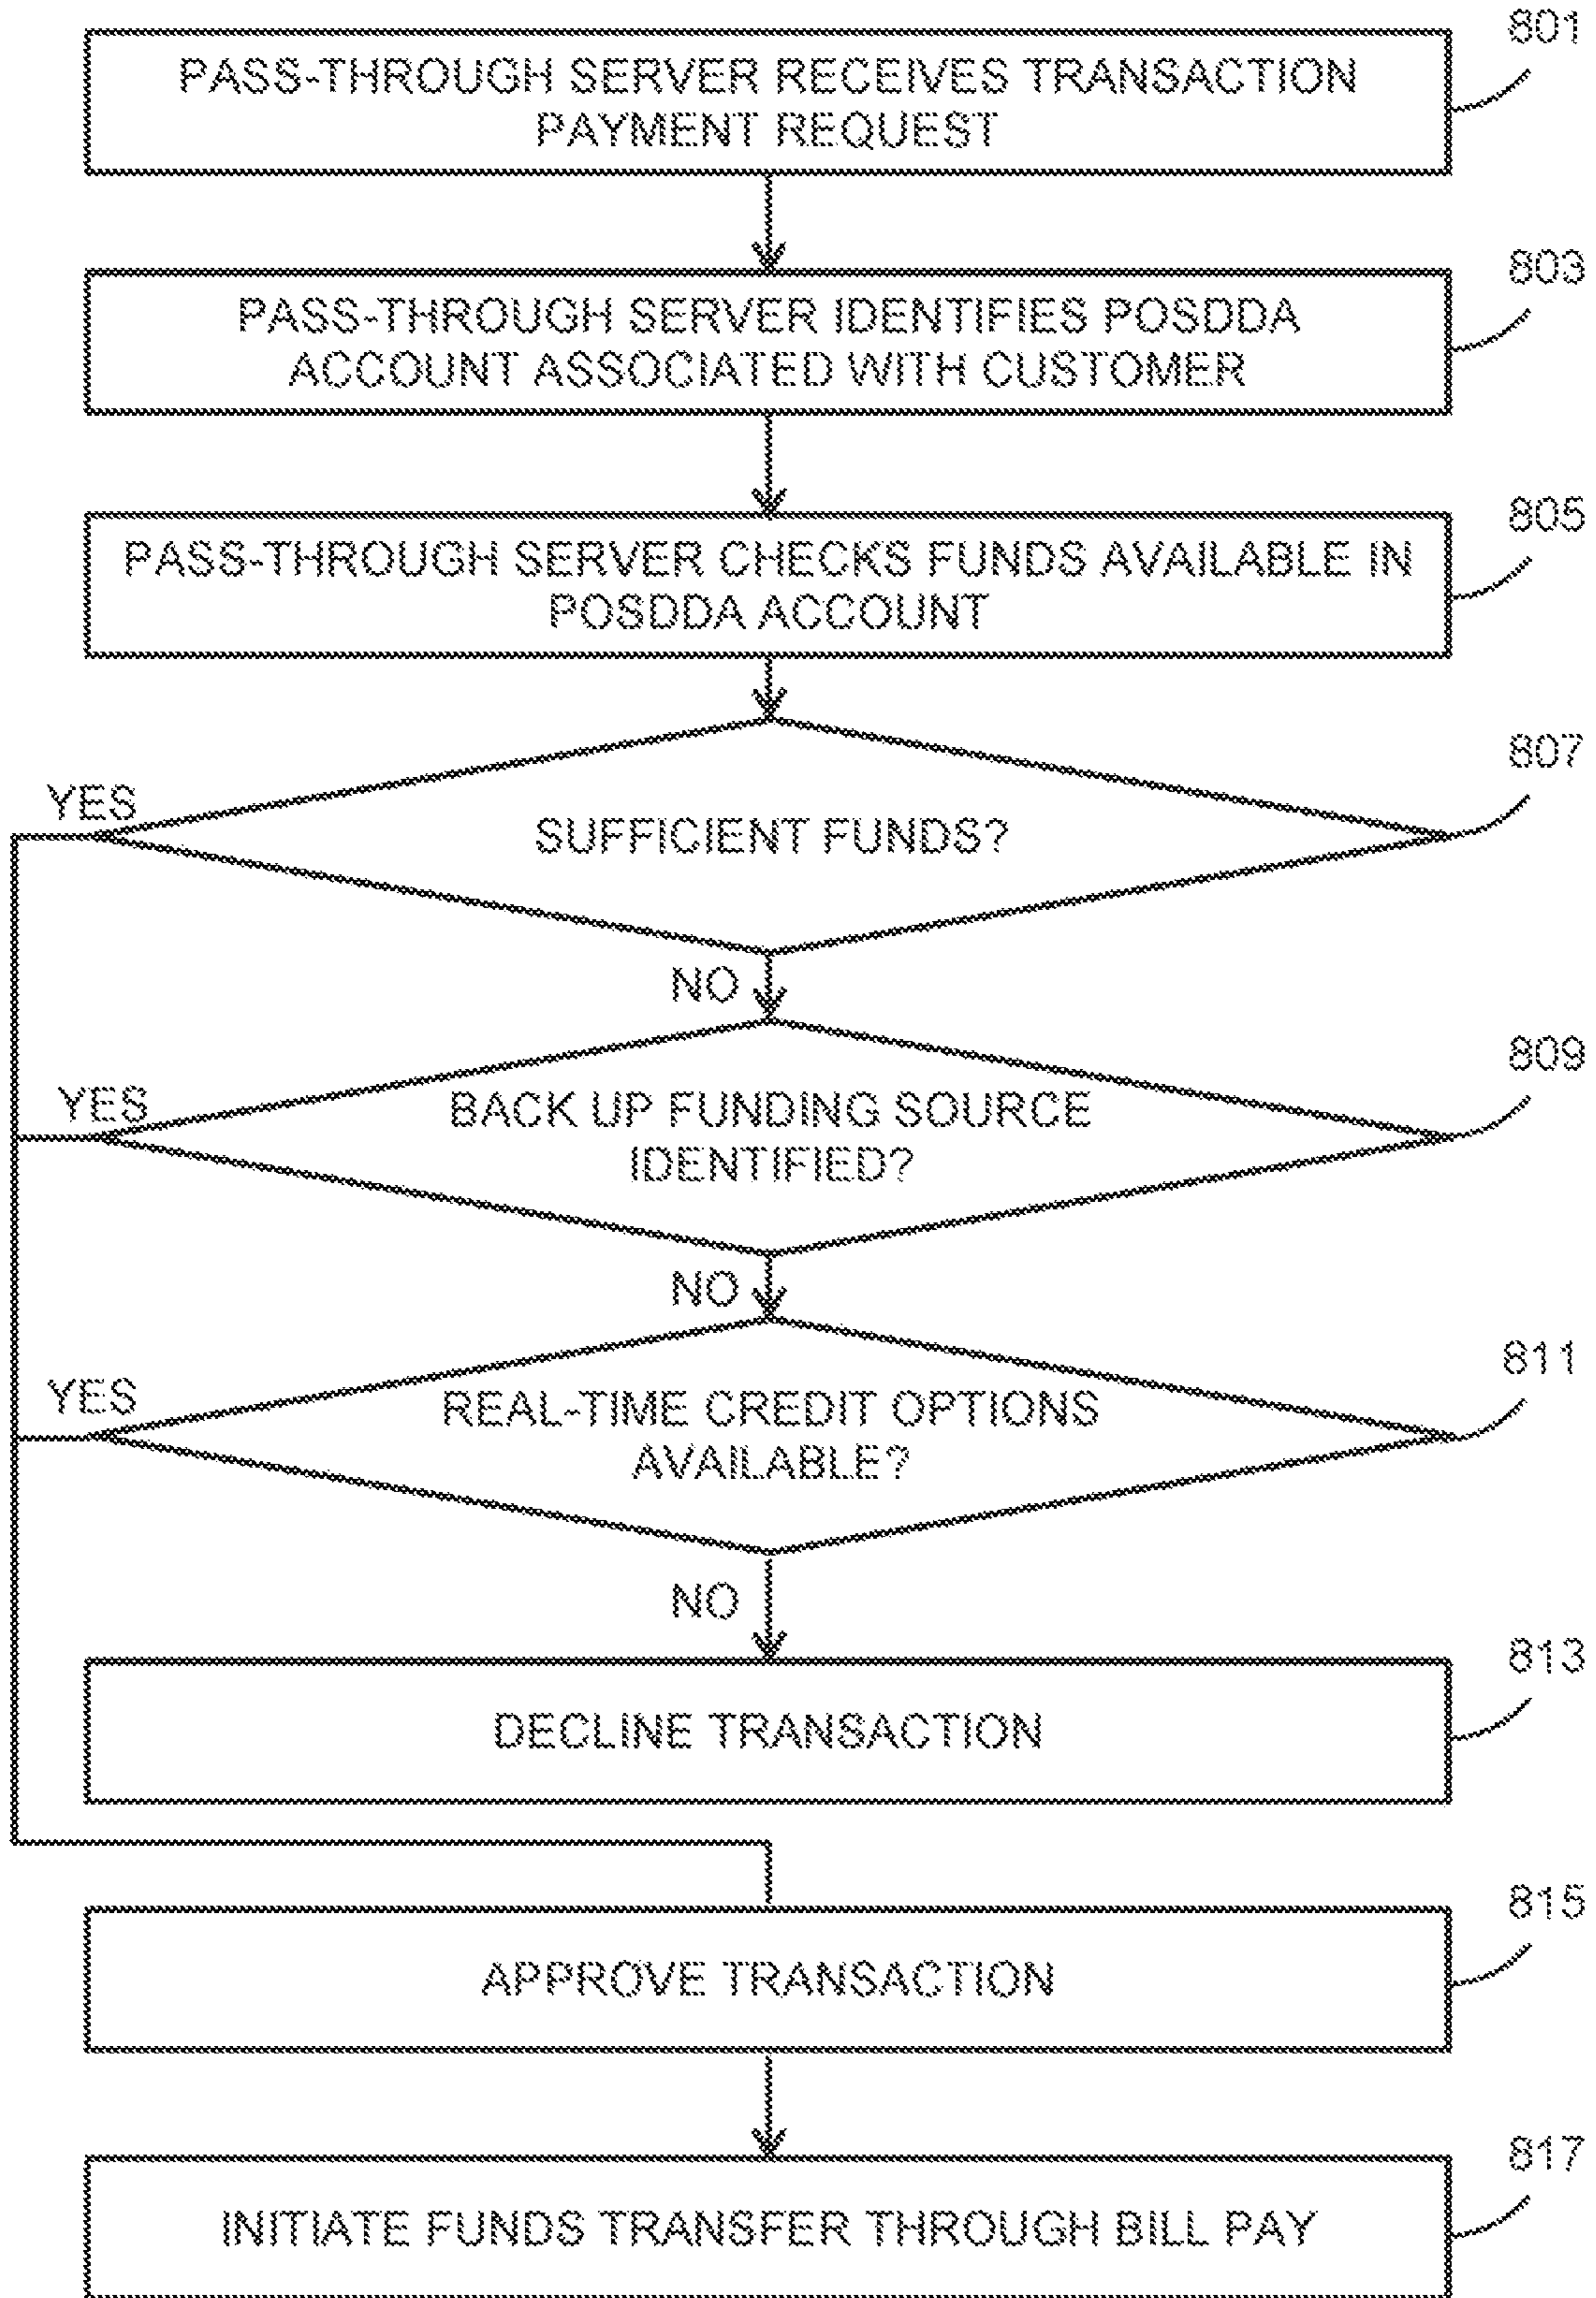 801
PASS-THROUGH SERVER RECEIVES TRANSACTION
PAYMENT REQUEST
803
PASS-THROUGH SERVER IDENTIFIES POSDDA
ACCOUNT ASSOCIATED WITH CUSTOMER
805
PASS-THROUGH SERVER CHECKS FUNDS AVAILABLE IN
POSDDA ACCOUNT
807
YES
SUFFICIENT FUNDS?
NO
809
YES
BACK UP FUNDING SOURCE
IDENTIFIED?
NO
811
YES
REAL-TIME CREDIT OPTIONS
AVAILABLE?
NO
813
DECLINE TRANSACTION
815
APPROVE TRANSACTION
817
INITIATE FUNDS TRANSFER THROUGH BILL PAY